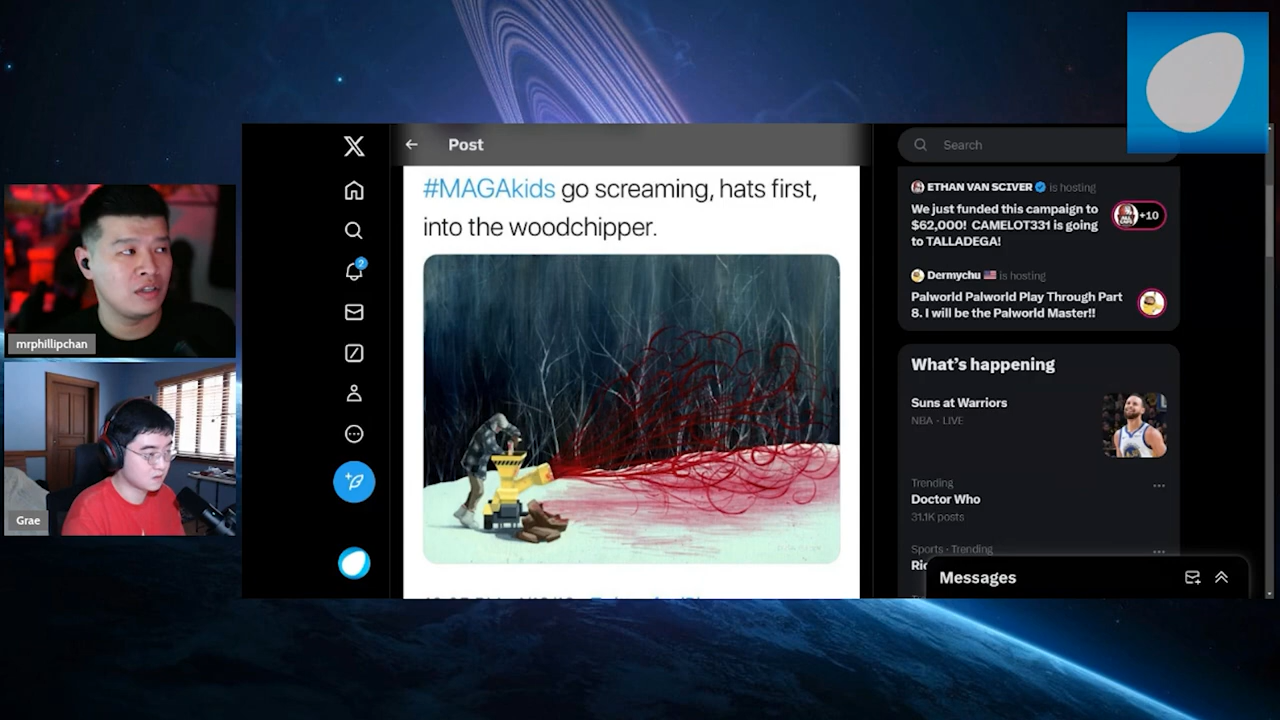 Post
Search
#MAGAkids go screaming, hats first,
into the woodchipper.
2
ETHAN VAN SCIVER is hosting
We just funded this campaign to
$62,000! CAMELOT331 is going
to TALLADEGA!
+10
Dermychu is hosting
Palworld Palworld Play Through Part
8. I will be the Palworld Master!!
What's happening
Suns at Warriors
NBA · LIVE
Trending
Doctor Who
31.1K posts
Sports · Trending
Messages
mrphillipchan
Grae